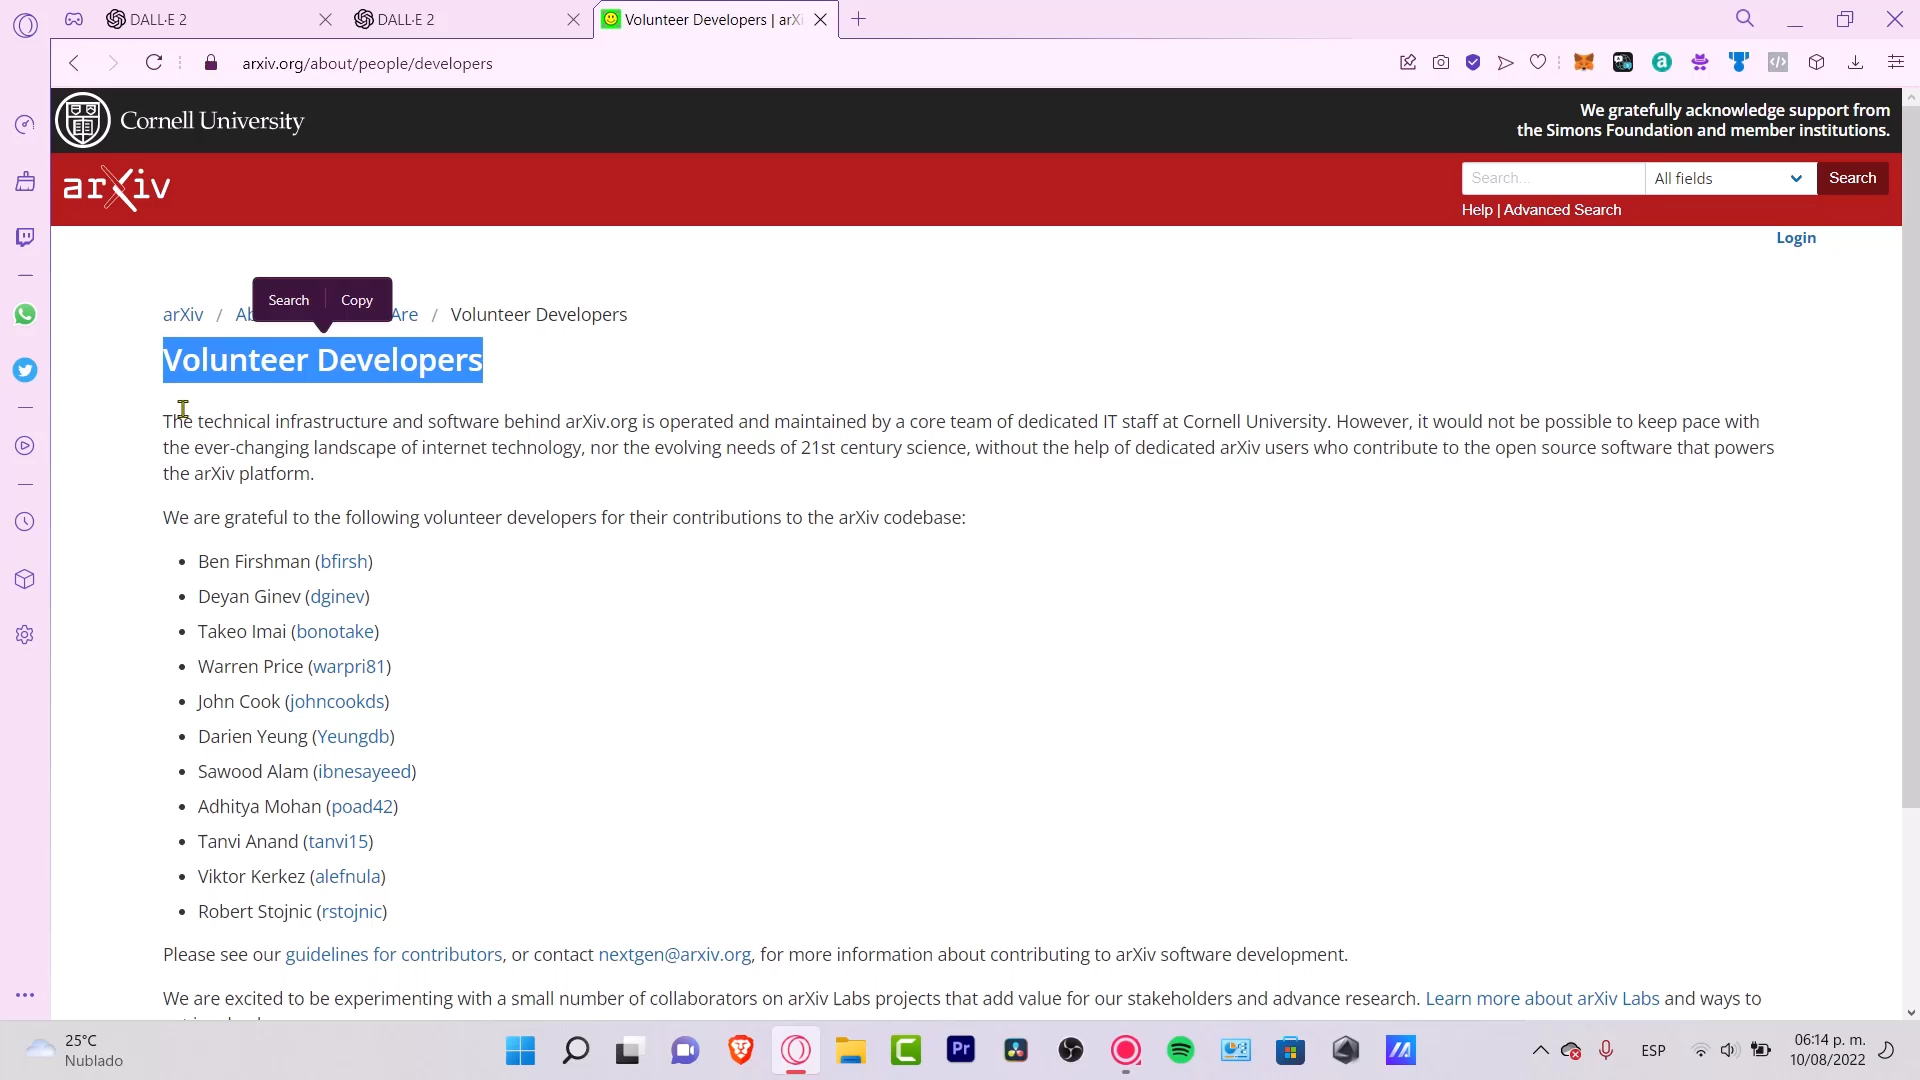 DALL·E 2
DALL·E 2
Volunteer Developers | arXi
arxiv.org/about/people/developers
Cornell University
We gratefully acknowledge support from
the Simons Foundation and member institutions.
arXiv
Search...
All fields
Search
Help | Advanced Search
Login
Search
Copy
arXiv / Ab Are / Volunteer Developers
Volunteer Developers
The technical infrastructure and software behind arXiv.org is operated and maintained by a core team of dedicated IT staff at Cornell University. However, it would not be possible to keep pace with
the ever-changing landscape of internet technology, nor the evolving needs of 21st century science, without the help of dedicated arXiv users who contribute to the open source software that powers
the arXiv platform.
We are grateful to the following volunteer developers for their contributions to the arXiv codebase:
• Ben Firshman (bfirsh)
• Deyan Ginev (dginev)
• Takeo Imai (bonotake)
• Warren Price (warpri81)
• John Cook (johncookds)
• Darien Yeung (Yeungdb)
• Sawood Alam (ibnesayeed)
• Adhitya Mohan (poad42)
• Tanvi Anand (tanvi15)
• Viktor Kerkez (alefnula)
• Robert Stojnic (rstojnic)
Please see our guidelines for contributors, or contact nextgen@arxiv.org, for more information about contributing to arXiv software development.
We are excited to be experimenting with a small number of collaborators on arXiv Labs projects that add value for our stakeholders and advance research. Learn more about arXiv Labs and ways to
25°C
Nublado
Pr
ESP
06:14 p. m.
10/08/2022